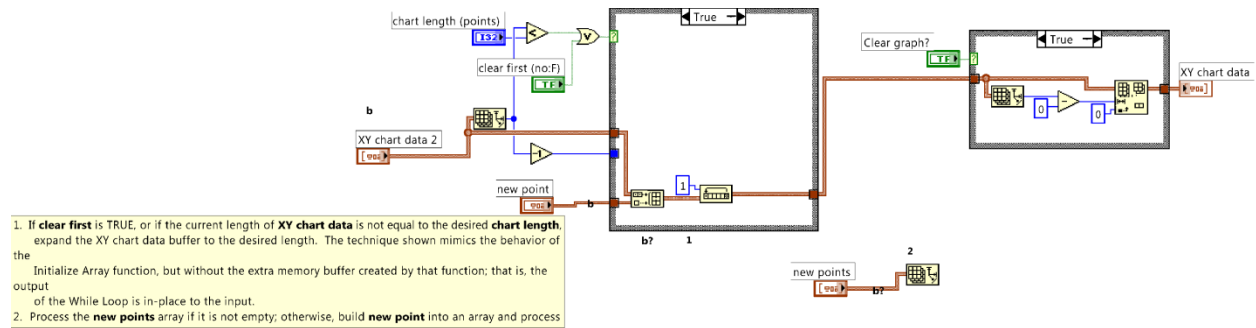 True
chart length (points)
I32
<
V
?
clear first (no:F)
TF
b
XY chart data 2
-1
new point
b
1
b?
1
Clear graph?
TF
?
True
0
-
0
XY chart data
2
new points
b?
1. If clear first is TRUE, or if the current length of XY chart data is not equal to the desired chart length,
expand the XY chart data buffer to the desired length. The technique shown mimics the behavior of
the
Initialize Array function, but without the extra memory buffer created by that function; that is, the
output
of the While Loop is in-place to the input.
2. Process the new points array if it is not empty; otherwise, build new point into an array and process